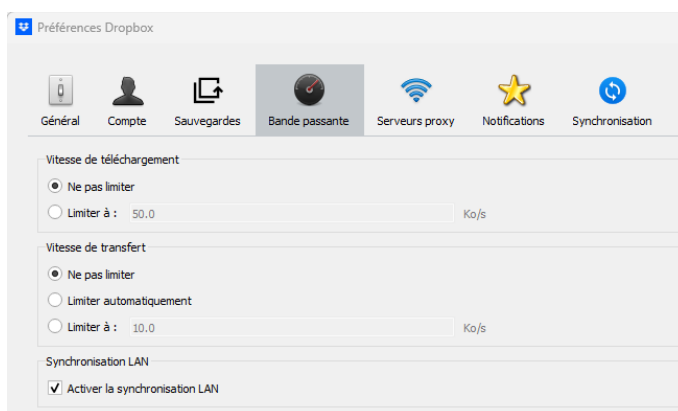 Préférences Dropbox
Général Compte Sauvegardes Bande passante Serveurs proxy Notifications Synchronisation
Vitesse de téléchargement
Ne pas limiter
Limiter à : 50.0 Ko/s
Vitesse de transfert
Ne pas limiter
Limiter automatiquement
Limiter à : 10.0 Ko/s
Synchronisation LAN
Activer la synchronisation LAN